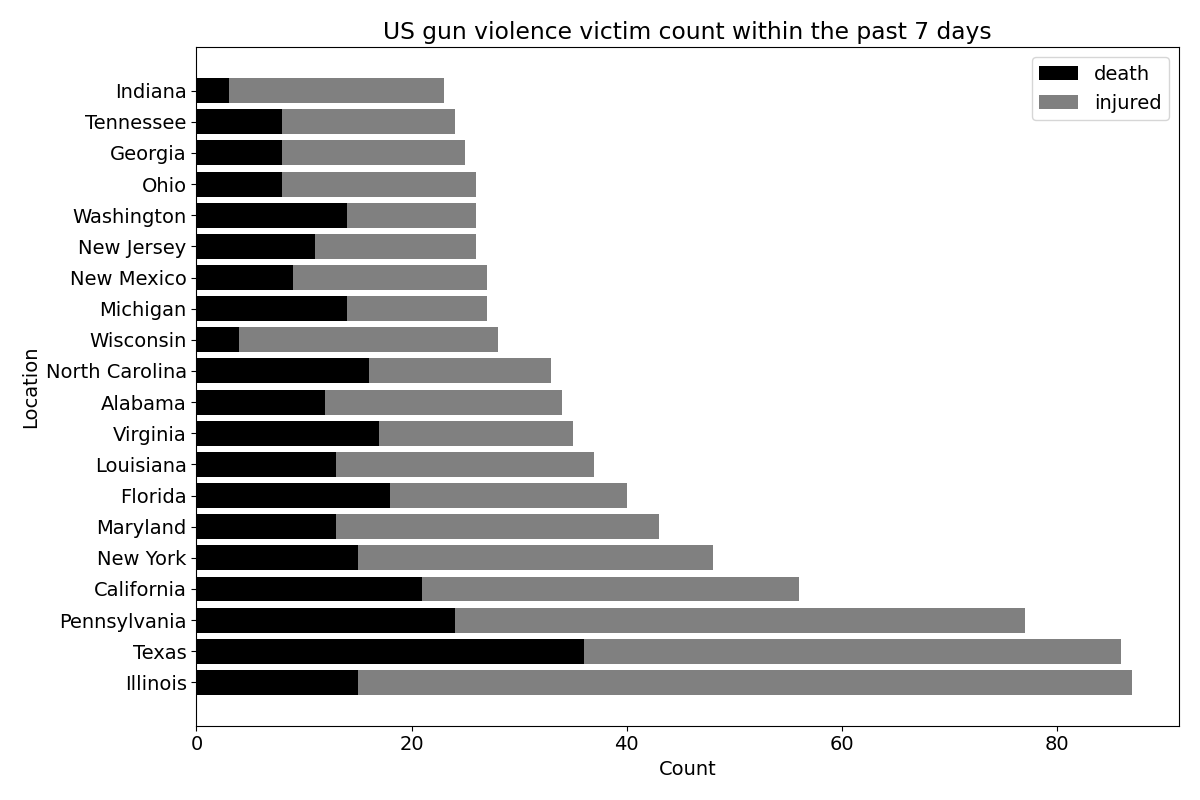 US gun violence victim count within the past 7 days
death
injured
Indiana
Tennessee
Georgia
Ohio
Washington
New Jersey
New Mexico
Michigan
Wisconsin
North Carolina
Alabama
Virginia
Louisiana
Florida
Maryland
New York
California
Pennsylvania
Texas
Illinois
Location
0 20 40 60 80
Count